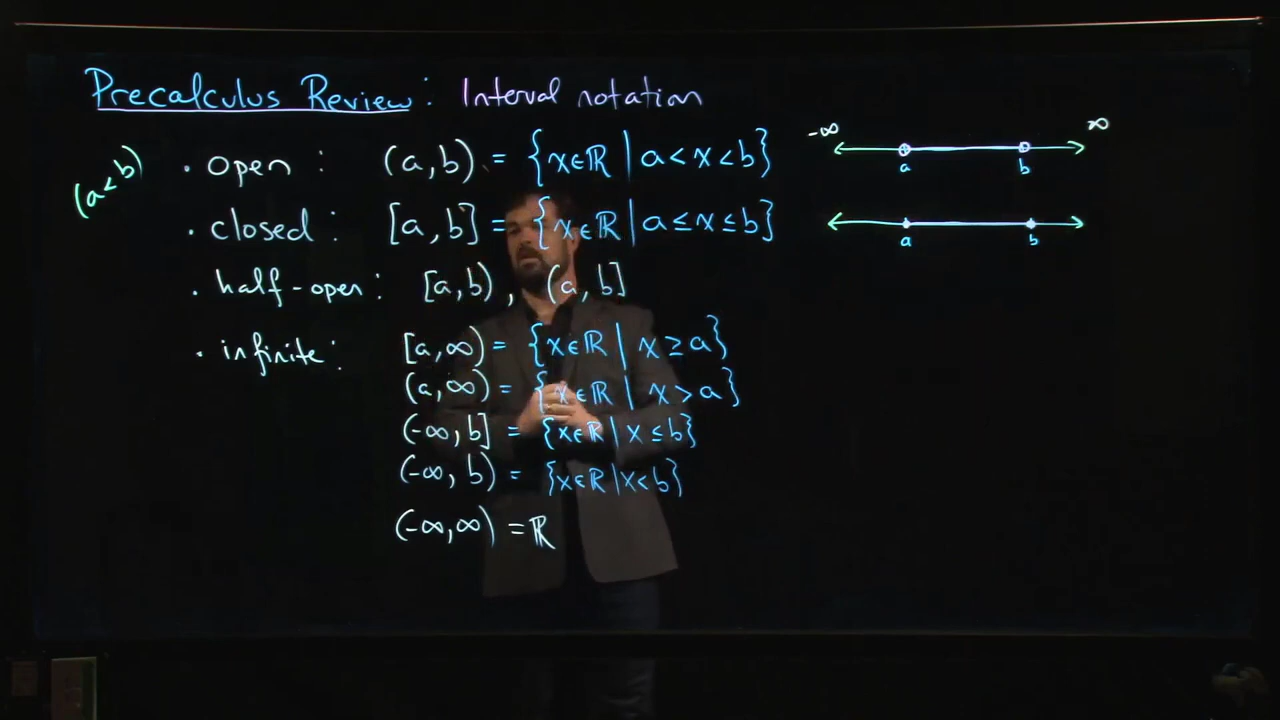 Precalculus Review: Interval notation
(a<b)
• open: (a,b) = {x∈ℝ | a<x<b}
-∞ ∞
a b
• closed: [a,b] = {x∈ℝ | a≤x≤b}
a b
• half-open: [a,b), (a,b]
• infinite: [a,∞) = {x∈ℝ | x≥a}
(a,∞) = {x∈ℝ | x>a}
(-∞,b] = {x∈ℝ | x≤b}
(-∞,b) = {x∈ℝ | x<b}
(-∞,∞) = ℝ